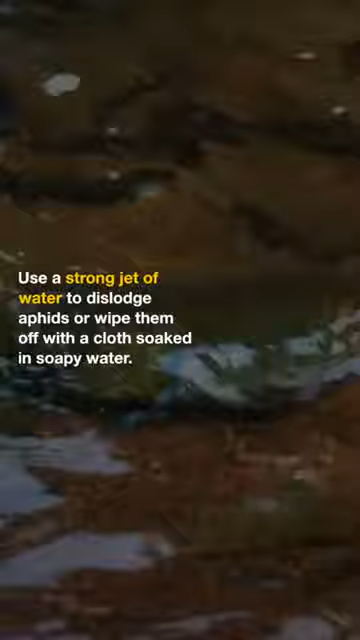 Use a strong jet of
water to dislodge
aphids or wipe them
off with a cloth soaked
in soapy water.